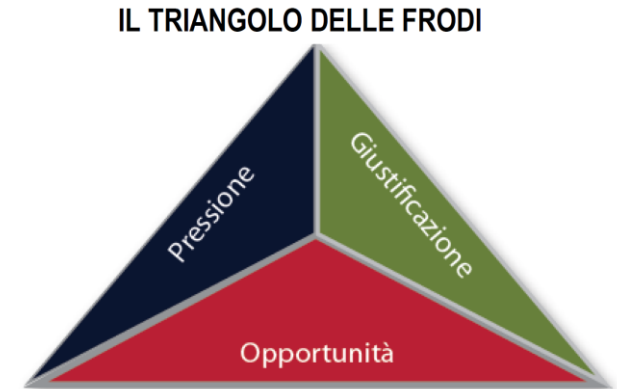 IL TRIANGOLO DELLE FRODI
Pressione
Giustificazione
Opportunità